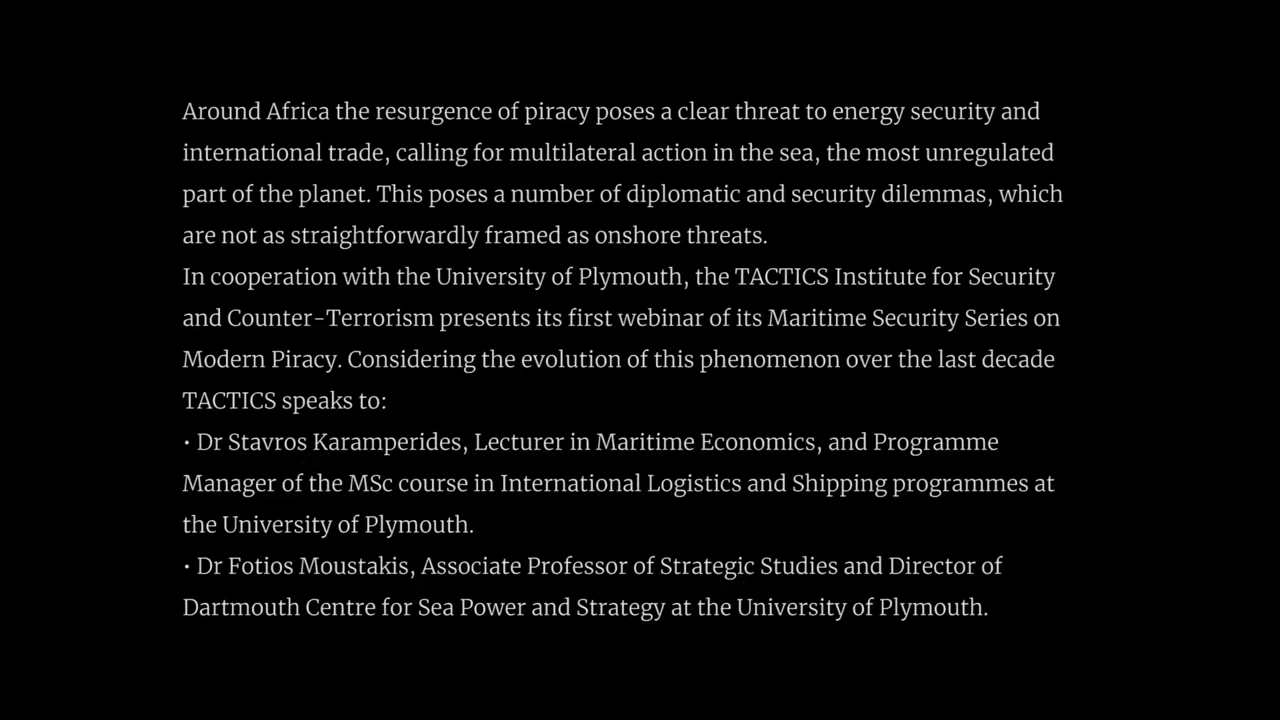 Around Africa the resurgence of piracy poses a clear threat to energy security and
international trade, calling for multilateral action in the sea, the most unregulated
part of the planet. This poses a number of diplomatic and security dilemmas, which
are not as straightforwardly framed as onshore threats.
In cooperation with the University of Plymouth, the TACTICS Institute for Security
and Counter-Terrorism presents its first webinar of its Maritime Security Series on
Modern Piracy. Considering the evolution of this phenomenon over the last decade
TACTICS speaks to:
• Dr Stavros Karamperides, Lecturer in Maritime Economics, and Programme
Manager of the MSc course in International Logistics and Shipping programmes at
the University of Plymouth.
• Dr Fotios Moustakis, Associate Professor of Strategic Studies and Director of
Dartmouth Centre for Sea Power and Strategy at the University of Plymouth.